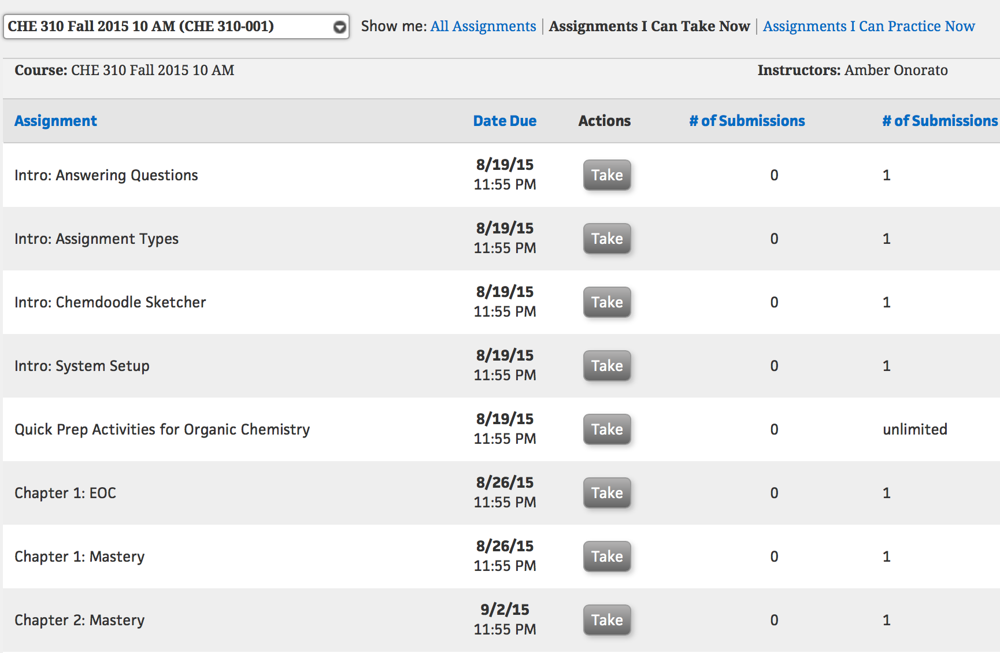 CHE 310 Fall 2015 10 AM (CHE 310-001) Show me: All Assignments | Assignments I Can Take Now | Assignments I Can Practice Now
Course: CHE 310 Fall 2015 10 AM Instructors: Amber Onorato
Assignment Date Due Actions # of Submissions # of Submissions
Intro: Answering Questions 8/19/15 11:55 PM Take 0 1
Intro: Assignment Types 8/19/15 11:55 PM Take 0 1
Intro: Chemdoodle Sketcher 8/19/15 11:55 PM Take 0 1
Intro: System Setup 8/19/15 11:55 PM Take 0 1
Quick Prep Activities for Organic Chemistry 8/19/15 11:55 PM Take 0 unlimited
Chapter 1: EOC 8/26/15 11:55 PM Take 0 1
Chapter 1: Mastery 8/26/15 11:55 PM Take 0 1
Chapter 2: Mastery 9/2/15 11:55 PM Take 0 1